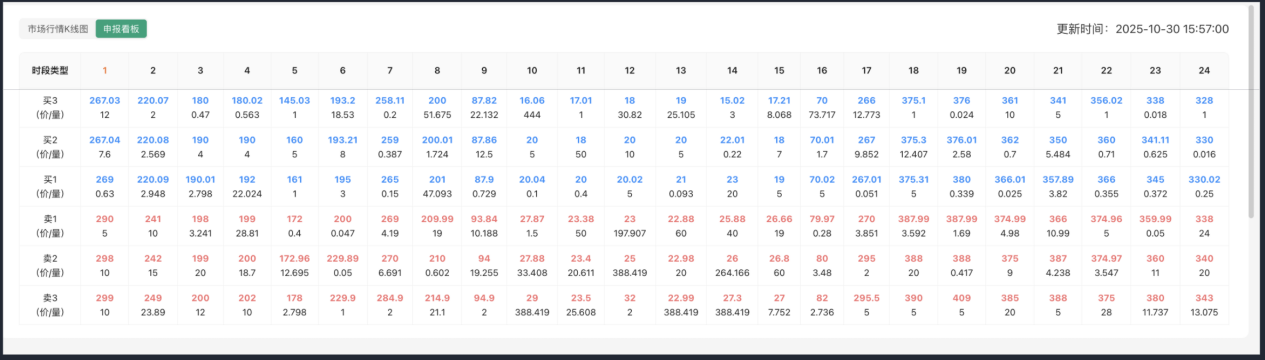 市场行情K线图 申报看板 更新时间：2025-10-30 15:57:00
时段类型 1 2 3 4 5 6 7 8 9 10 11 12 13 14 15 16 17 18 19 20 21 22 23 24
买3 267.03 220.07 180 180.02 145.03 193.2 258.11 200 87.82 16.06 17.01 18 19 15.02 17.21 70 266 375.1 376 361 341 356.02 338 328
(价/量) 12 2 0.47 0.563 1 18.53 0.2 51.675 22.132 444 1 30.82 25.105 3 8.068 73.717 12.773 1 0.024 10 5 1 0.018 1
买2 267.04 220.08 190 190 160 193.21 259 200.01 87.86 20 18 20 20 22.01 18 70.01 267 375.3 376.01 362 350 360 341.11 330
(价/量) 7.6 2.569 4 4 5 8 0.387 1.724 12.5 5 50 10 5 0.22 7 1.7 9.852 12.407 2.58 0.7 5.484 0.71 0.625 0.016
买1 269 220.09 190.01 192 161 195 265 201 87.9 20.04 20 20.02 21 23 19 70.02 267.01 375.31 380 366.01 357.89 366 345 330.02
(价/量) 0.63 2.948 2.798 22.024 1 3 0.15 47.093 0.729 0.1 0.4 5 0.093 20 5 5 0.051 5 0.339 0.025 3.82 0.355 0.372 0.25
卖1 290 241 198 199 172 200 269 209.99 93.84 27.87 23.38 23 22.88 25.88 26.66 79.97 270 387.99 387.99 374.99 366 374.96 359.99 338
(价/量) 5 10 3.241 28.81 0.4 0.047 4.19 19 10.188 1.5 50 197.907 60 40 19 0.28 3.851 3.592 1.69 4.98 10.99 5 0.05 24
卖2 298 242 199 200 172.96 229.89 270 210 94 27.88 23.4 25 22.98 26 26.8 80 295 388 388 375 387 374.97 360 340
(价/量) 10 15 20 18.7 12.695 0.05 6.691 0.602 19.255 33.408 20.611 388.419 20 264.166 60 3.48 2 20 0.417 9 4.238 3.547 11 20
卖3 299 249 200 202 178 229.9 284.9 214.9 94.9 29 23.5 32 22.99 27.3 27 82 295.5 390 409 385 388 375 380 343
(价/量) 10 23.89 12 10 2.798 1 2 21.1 2 388.419 25.608 2 388.419 388.419 7.752 2.736 5 5 5 20 5 28 11.737 13.075